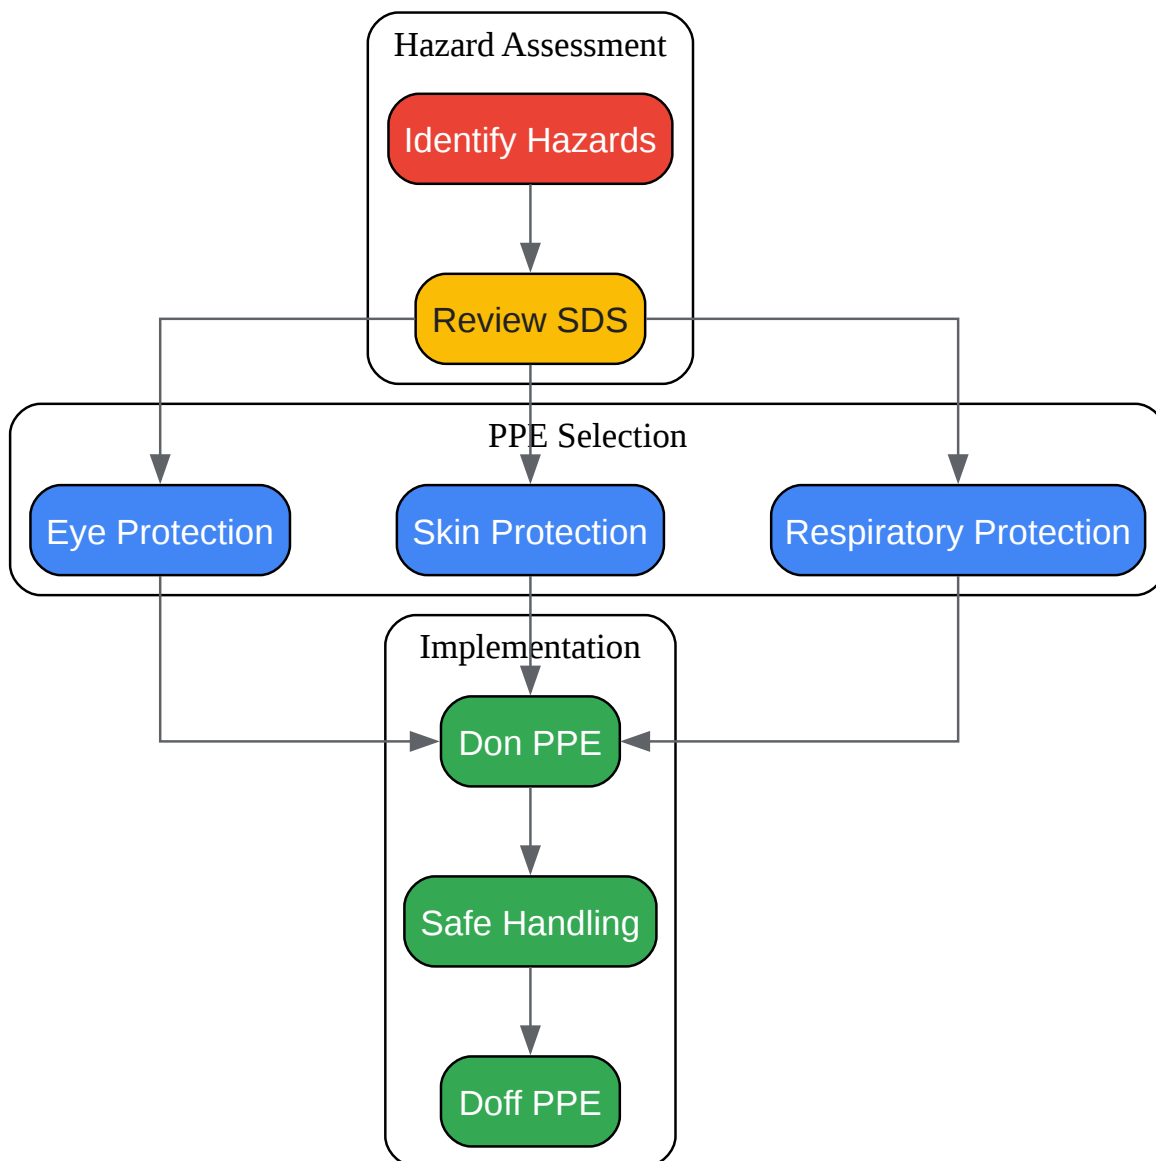 Hazard Assessment
Identify Hazards
Review SDS
PPE Selection
Eye Protection
Skin Protection
Respiratory Protection
Implementation
Don PPE
Safe Handling
Doff PPE